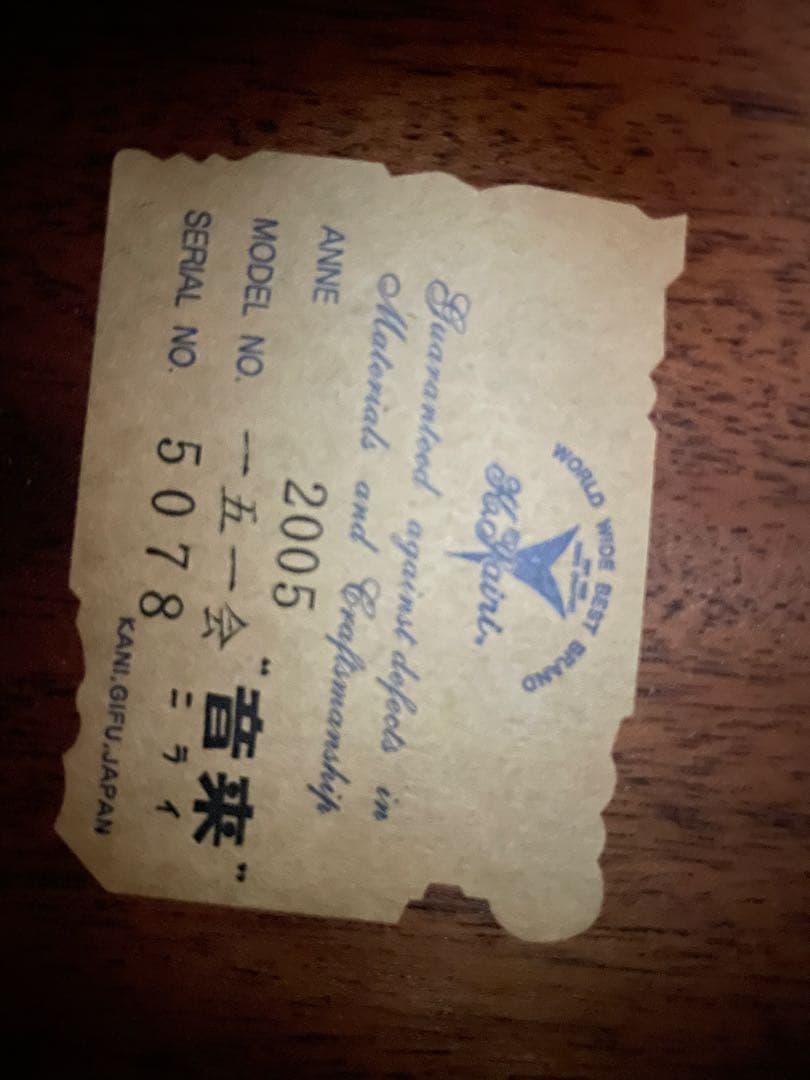 WORLD WIDE BEST BRAND
K.Yairi.
Guaranteed against defects in
Materials and Craftsmanship
ANNE 2005
MODEL NO. 一五一会 “音来”
ニライ
SERIAL NO. 5078
KANI,GIFU,JAPAN